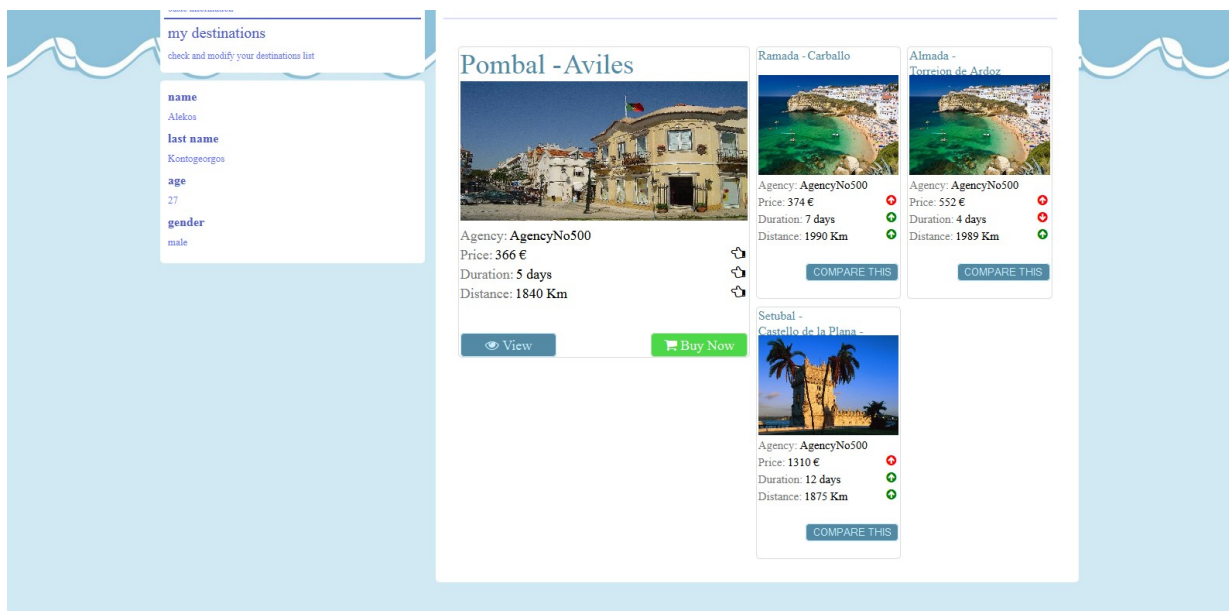 my destinations
check and modify your destinations list
name
Alekos
last name
Kontogeorgos
age
27
gender
male
Pombal -Aviles
Agency: AgencyNo500
Price: 366 €
Duration: 5 days
Distance: 1840 Km
View
Buy Now
Ramada - Carballo
Agency: AgencyNo500
Price: 374 €
Duration: 7 days
Distance: 1990 Km
COMPARE THIS
Almada -
Torrejon de Ardoz
Agency: AgencyNo500
Price: 552 €
Duration: 4 days
Distance: 1989 Km
COMPARE THIS
Setubal -
Castello de la Plana -
Agency: AgencyNo500
Price: 1310 €
Duration: 12 days
Distance: 1875 Km
COMPARE THIS